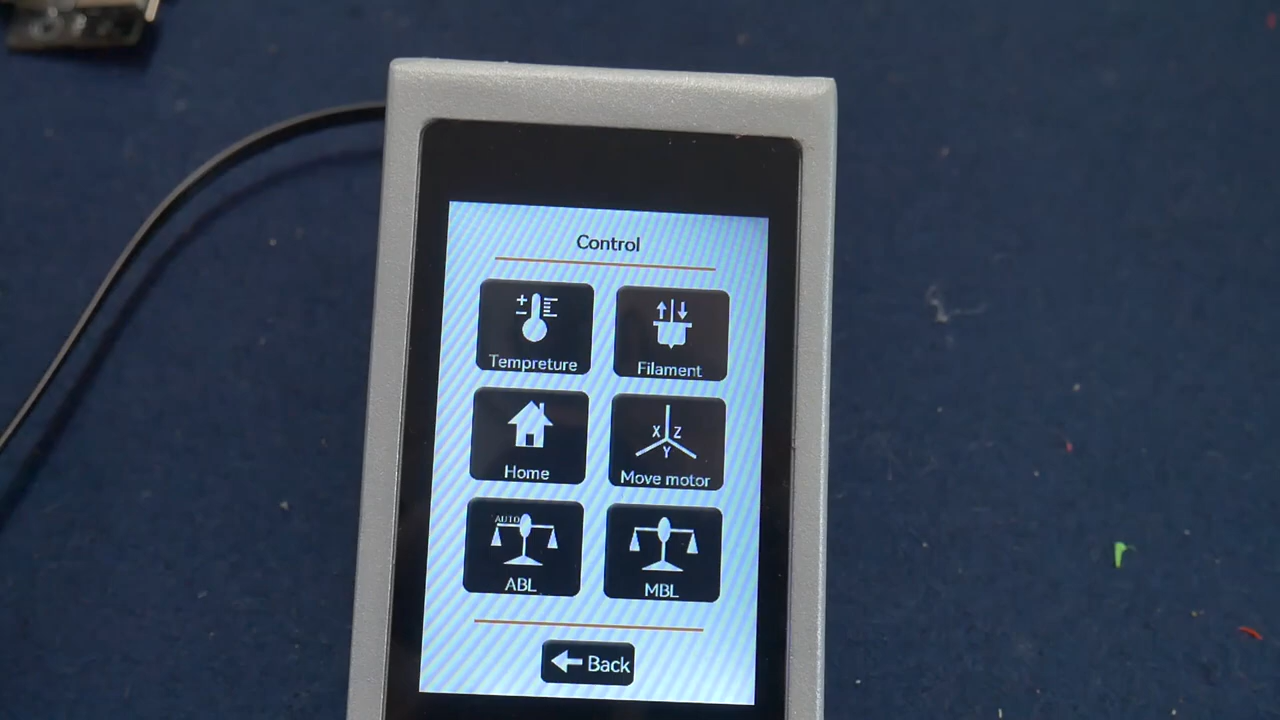 Control
Tempreture
Filament
Home
X Z
Y
Move motor
AUTO
ABL
MBL
Back